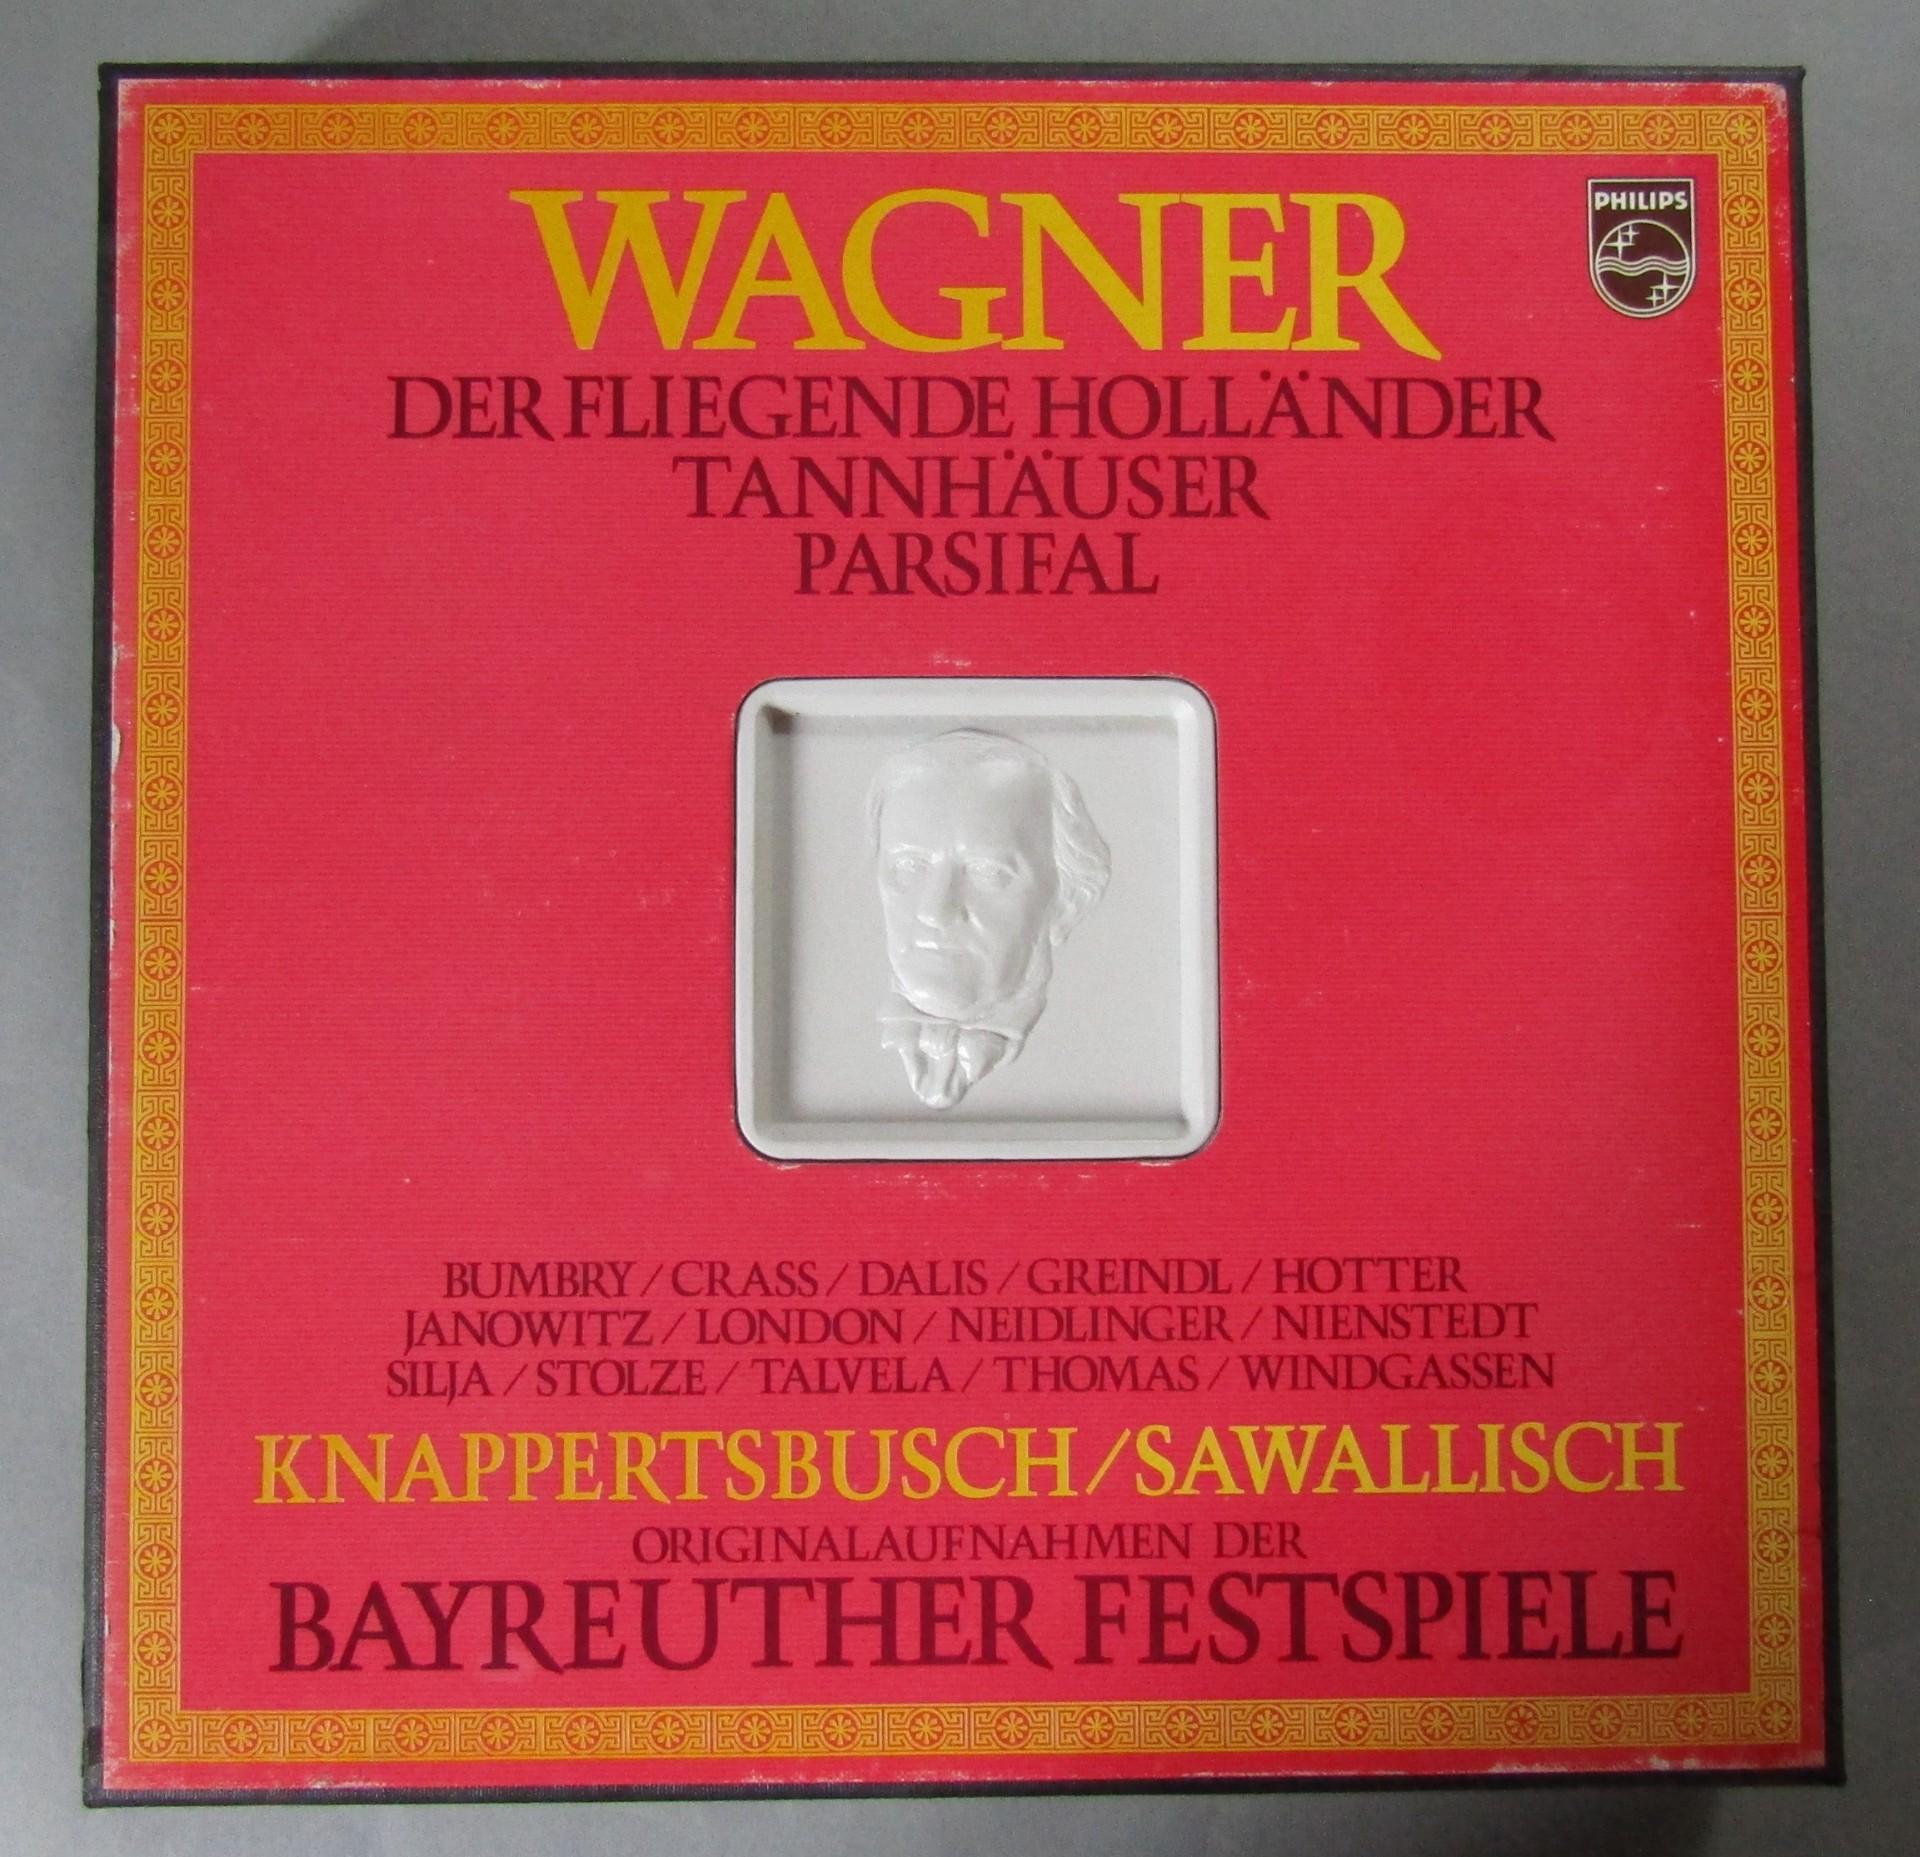 WAGNER
PHILIPS
DER FLIEGENDE HOLLÄNDER
TANNHÄUSER
PARSIFAL
BUMBRY / CRASS / DALIS / GREINDL / HOTTER
JANOWITZ / LONDON / NEIDLINGER / NIENSTEDT
SILJA / STOLZE / TALVELA / THOMAS / WINDGASSEN
KNAPPERTSBUSCH/SAWALLISCH
ORIGINALAUFNAHMEN DER
BAYREUTHER FESTSPIELE